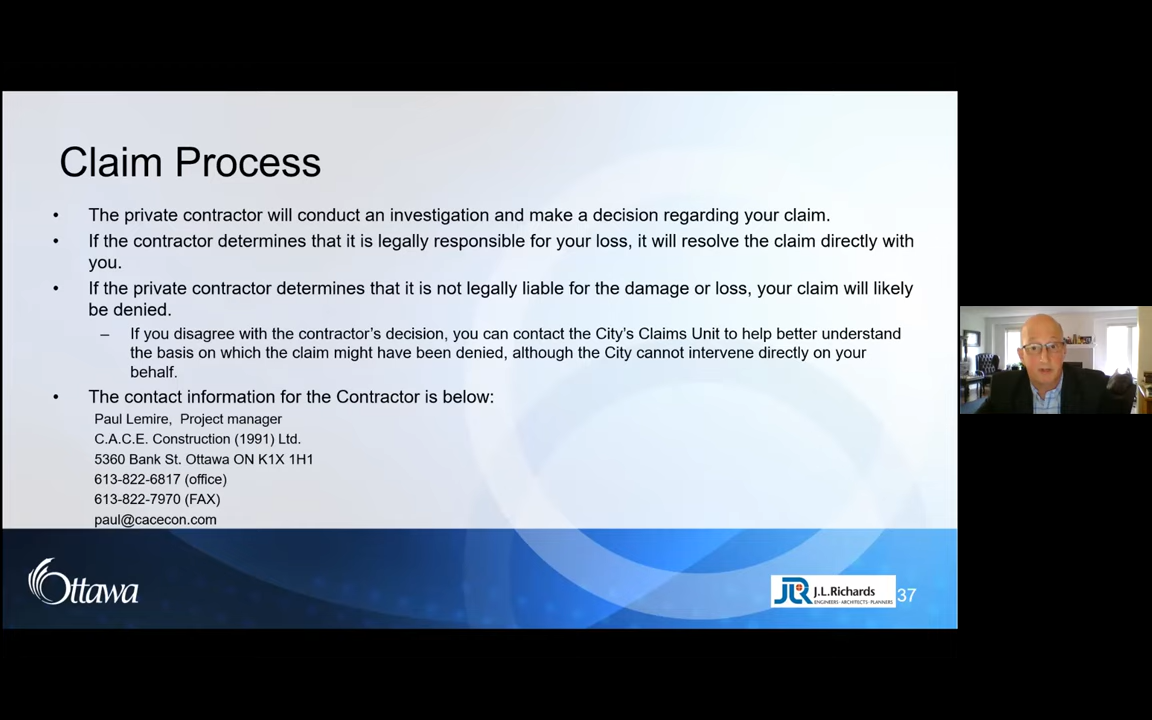 Claim Process
• The private contractor will conduct an investigation and make a decision regarding your claim.
• If the contractor determines that it is legally responsible for your loss, it will resolve the claim directly with
you.
• If the private contractor determines that it is not legally liable for the damage or loss, your claim will likely
be denied.
– If you disagree with the contractor's decision, you can contact the City's Claims Unit to help better understand
the basis on which the claim might have been denied, although the City cannot intervene directly on your
behalf.
• The contact information for the Contractor is below:
Paul Lemire, Project manager
C.A.C.E. Construction (1991) Ltd.
5360 Bank St. Ottawa ON K1X 1H1
613-822-6817 (office)
613-822-7970 (FAX)
paul@cacecon.com
Ottawa
JLR J.L.Richards
ENGINEERS·ARCHITECTS·PLANNERS
37